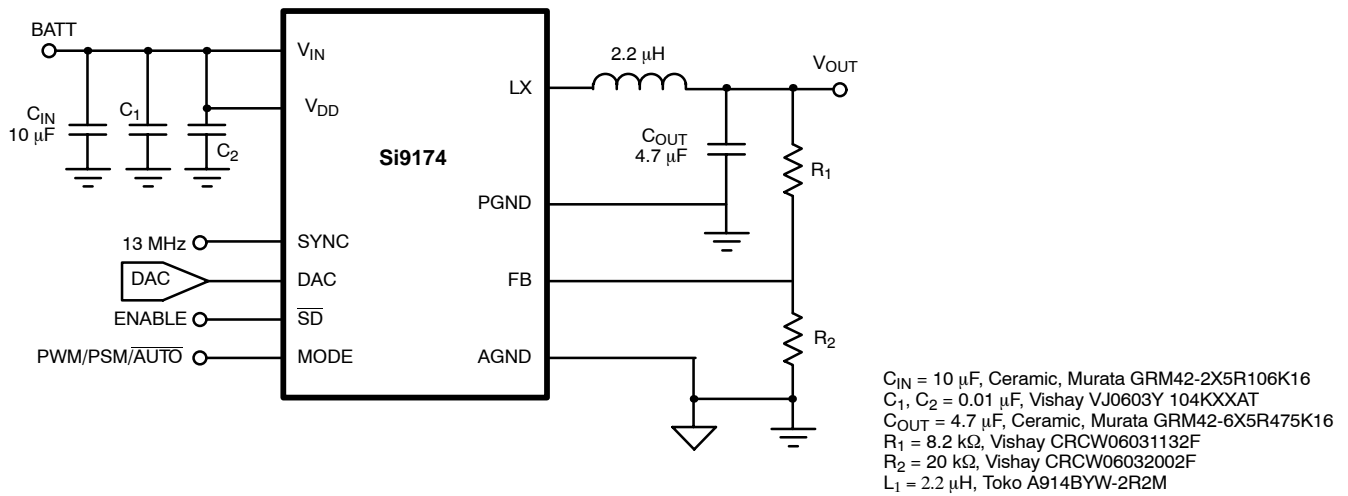 BATT
V_IN
V_DD
C_IN
10 μF
C_1
C_2
Si9174
LX
2.2 μH
V_OUT
C_OUT
4.7 μF
R_1
PGND
13 MHz
SYNC
DAC
DAC
FB
ENABLE
S̅D̅
PWM/PSM/A̅U̅T̅O̅
MODE
AGND
R_2
C_IN = 10 μF, Ceramic, Murata GRM42-2X5R106K16
C_1, C_2 = 0.01 μF, Vishay VJ0603Y 104KXXAT
C_OUT = 4.7 μF, Ceramic, Murata GRM42-6X5R475K16
R_1 = 8.2 kΩ, Vishay CRCW06031132F
R_2 = 20 kΩ, Vishay CRCW06032002F
L_1 = 2.2 μH, Toko A914BYW-2R2M